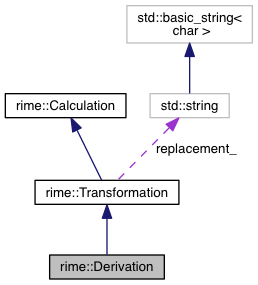 std::basic_string<
char >
rime::Calculation
std::string
replacement_
rime::Transformation
rime::Derivation